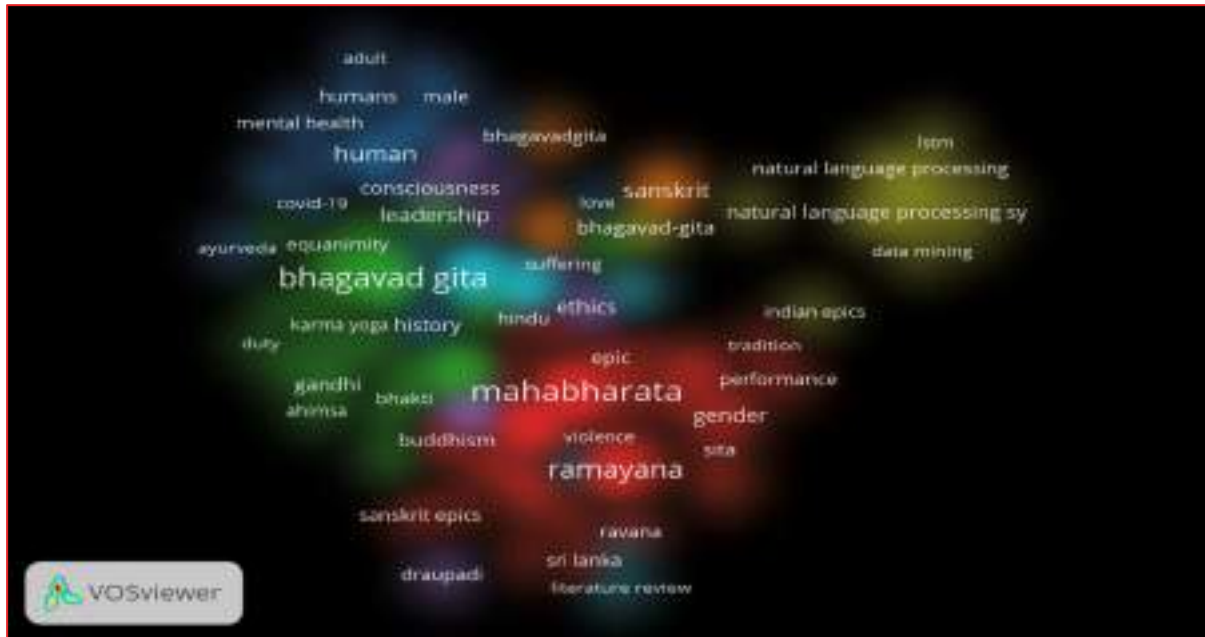 adult
humans male
mental health
bhagavadgita
lstm
human
natural language processing
consciousness
sanskrit
covid-19
love
leadership
natural language processing sy
bhagavad-gita
ayurveda equanimity
data mining
suffering
bhagavad gita
ethics
indian epics
hindu
karma yoga history
duty
tradition
epic
performance
gandhi
mahabharata
bhakti
ahimsa
gender
buddhism
violence
sita
ramayana
sanskrit epics
ravana
sri lanka
draupadi
literature review
VOSviewer